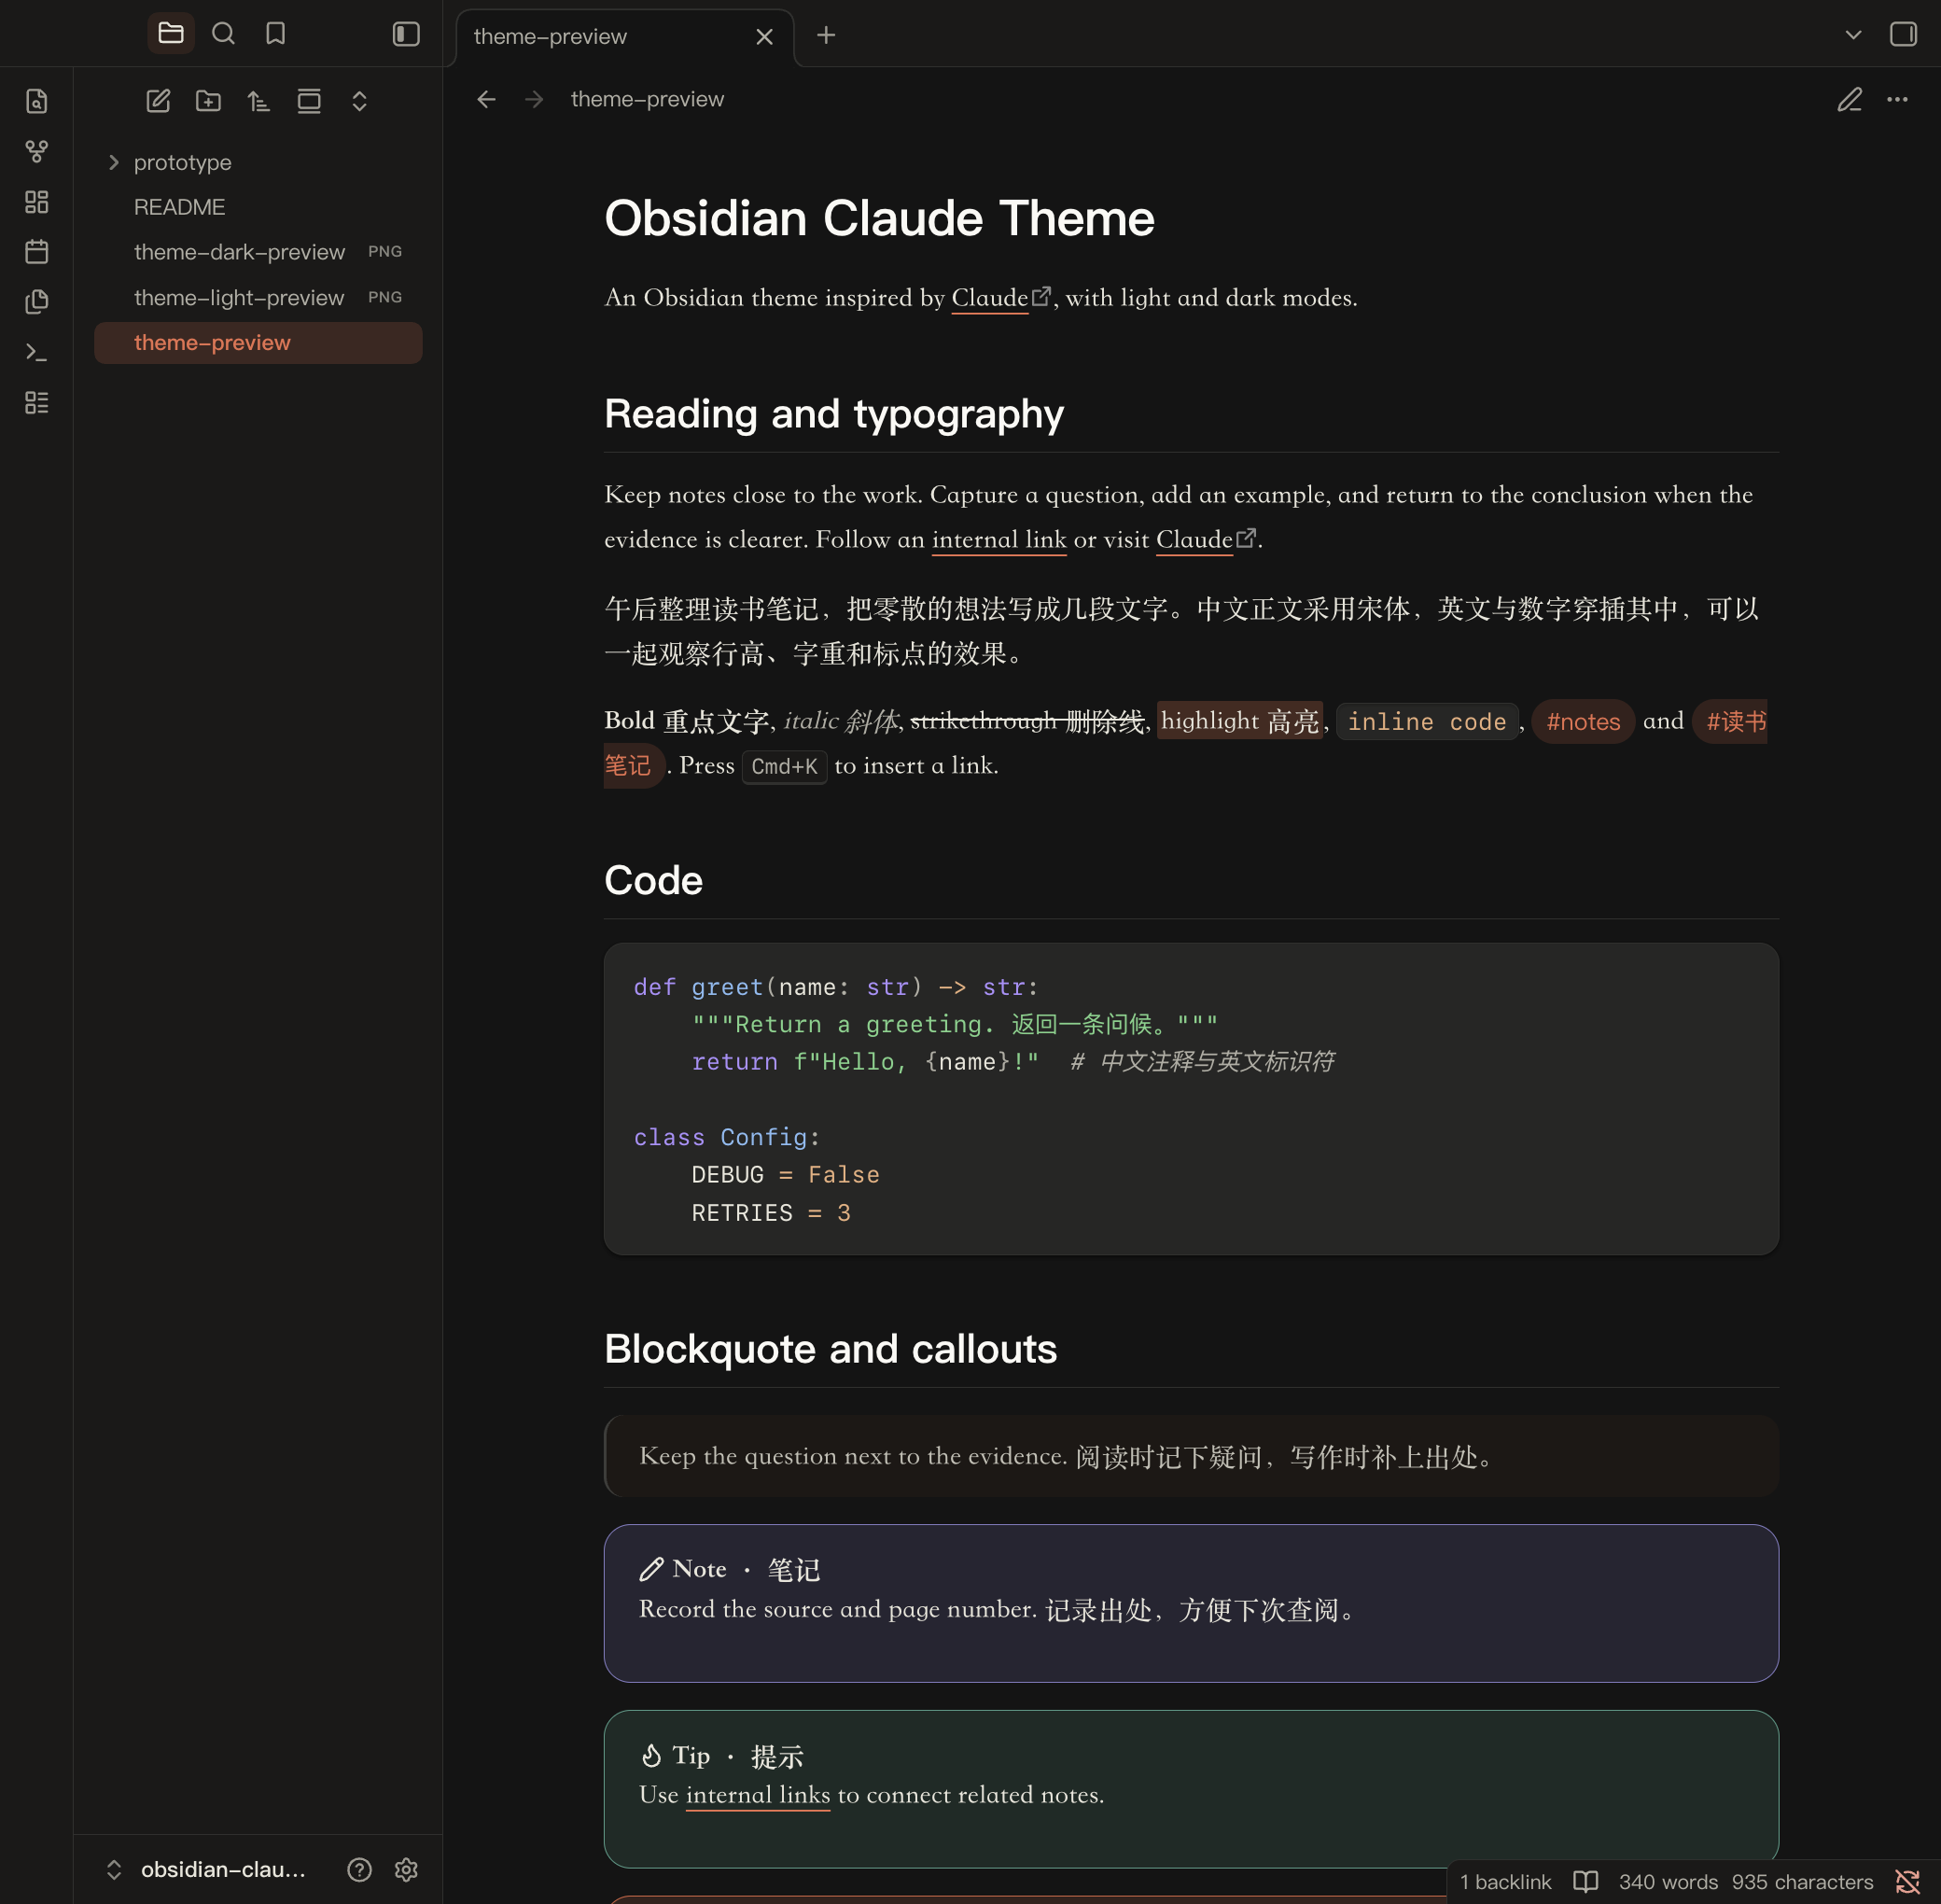 theme-preview
theme-preview
prototype
README
theme-dark-preview PNG
theme-light-preview PNG
theme-preview
Obsidian Claude Theme
An Obsidian theme inspired by Claude, with light and dark modes.
Reading and typography
Keep notes close to the work. Capture a question, add an example, and return to the conclusion when the
evidence is clearer. Follow an internal link or visit Claude.
午后整理读书笔记，把零散的想法写成几段文字。中文正文采用宋体，英文与数字穿插其中，可以
一起观察行高、字重和标点的效果。
Bold 重点文字, italic 斜体, strikethrough 删除线, highlight 高亮, inline code, #notes and #读书
笔记. Press Cmd+K to insert a link.
Code
def greet(name: str) -> str:
    """Return a greeting. 返回一条问候。"""
    return f"Hello, {name}!"  # 中文注释与英文标识符
class Config:
    DEBUG = False
    RETRIES = 3
Blockquote and callouts
Keep the question next to the evidence. 阅读时记下疑问，写作时补上出处。
Note · 笔记
Record the source and page number. 记录出处，方便下次查阅。
Tip · 提示
Use internal links to connect related notes.
obsidian-clau...
1 backlink 340 words 935 characters